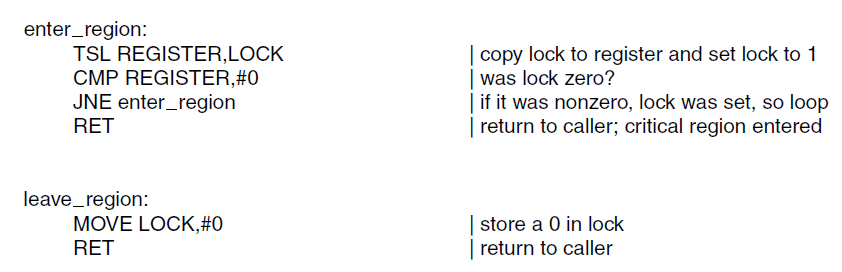 enter_region:
TSL REGISTER,LOCK | copy lock to register and set lock to 1
CMP REGISTER,#0 | was lock zero?
JNE enter_region | if it was nonzero, lock was set, so loop
RET | return to caller; critical region entered
leave_region:
MOVE LOCK,#0 | store a 0 in lock
RET | return to caller